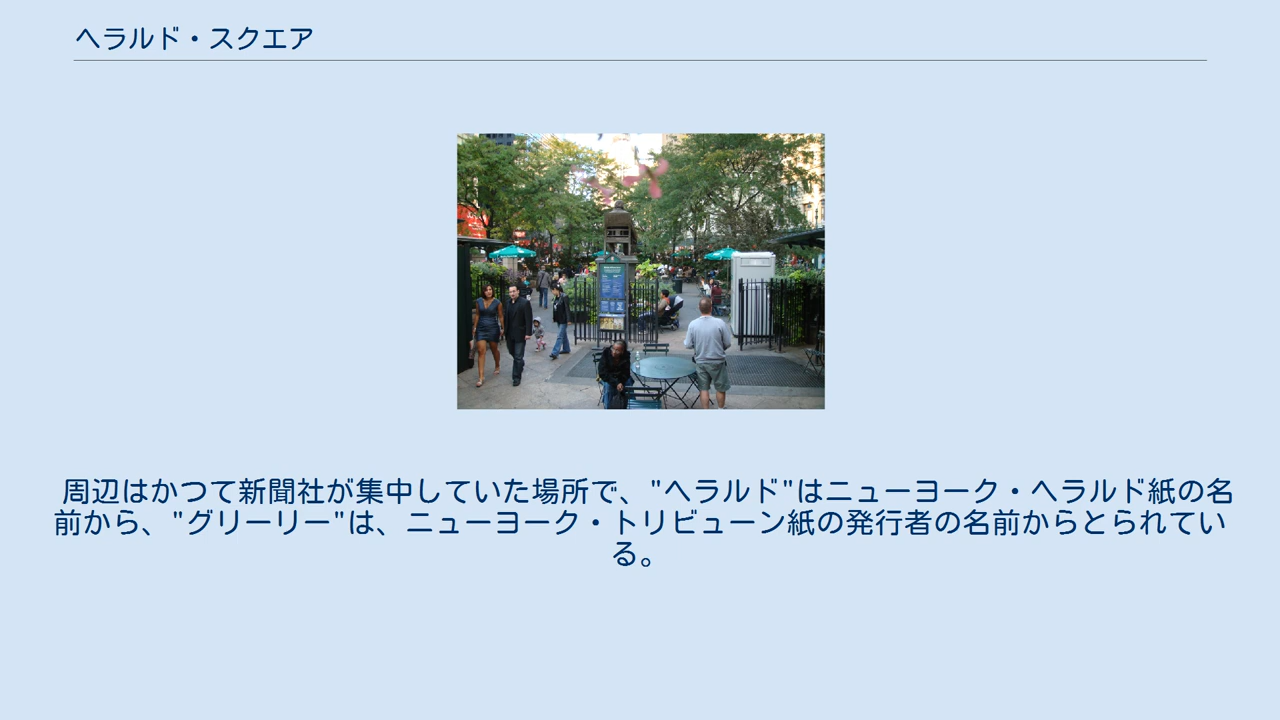 ヘラルド・スクエア
周辺はかつて新聞社が集中していた場所で、"ヘラルド"はニューヨーク・ヘラルド紙の名
前から、"グリーリー"は、ニューヨーク・トリビューン紙の発行者の名前からとられてい
る。